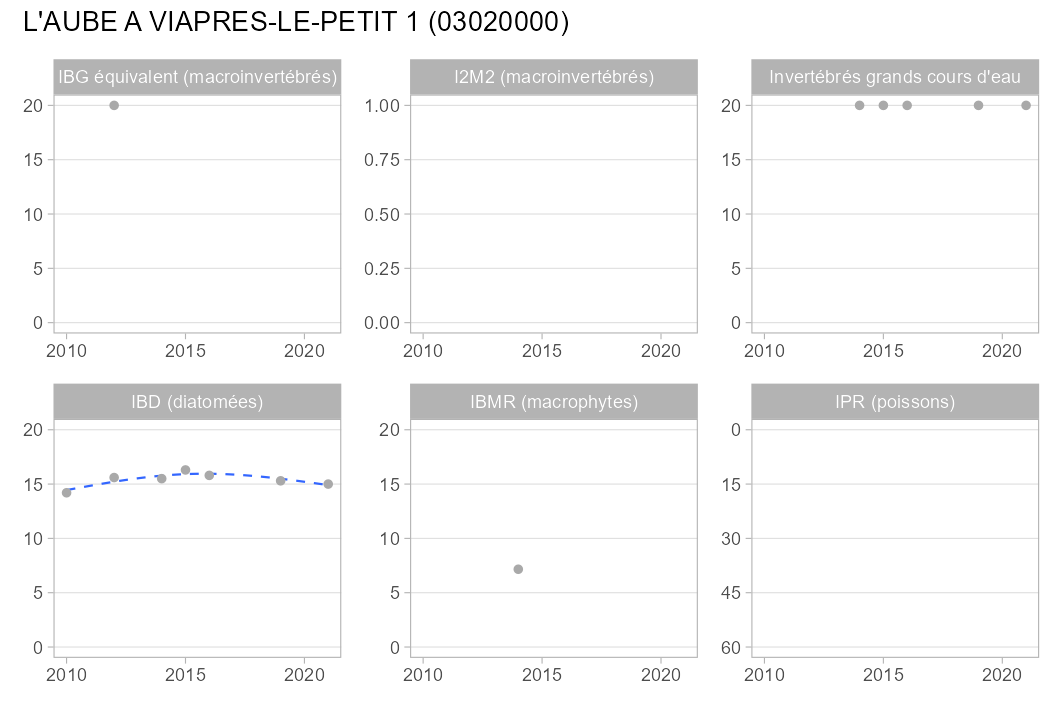 L'AUBE A VIAPRES-LE-PETIT 1 (03020000)
IBG équivalent (macroinvertébrés)
20
15
10
5
0
2010 2015 2020
I2M2 (macroinvertébrés)
1.00
0.75
0.50
0.25
0.00
2010 2015 2020
Invertébrés grands cours d'eau
20
15
10
5
0
2010 2015 2020
IBD (diatomées)
20
15
10
5
0
2010 2015 2020
IBMR (macrophytes)
20
15
10
5
0
2010 2015 2020
IPR (poissons)
0
15
30
45
60
2010 2015 2020